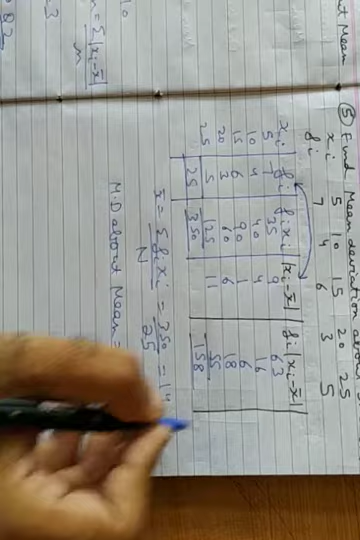 n = Σ|xi-x̄|
n
⑤ Find Mean deviation about
xi 5 10 15 20 25
fi 7 4 6 3 5
xi fi fixi |xi-x̄| fi|xi-x̄|
5 7 35 9 63
10 4 40 4 16
15 6 90 1 6
20 3 60 6 18
25 5 125 11 55
25 350 158
x̄ = Σfixi = 350 = 14
N 25
M.D about Mean =